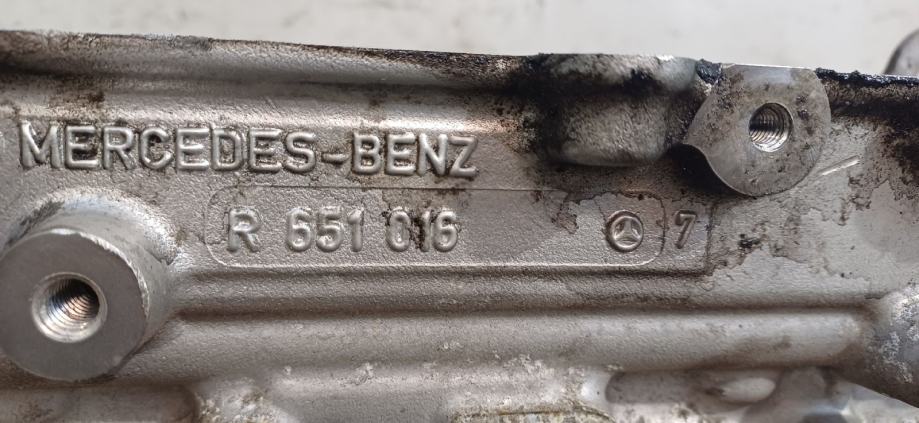 MERCEDES-BENZ
R 651 016 7